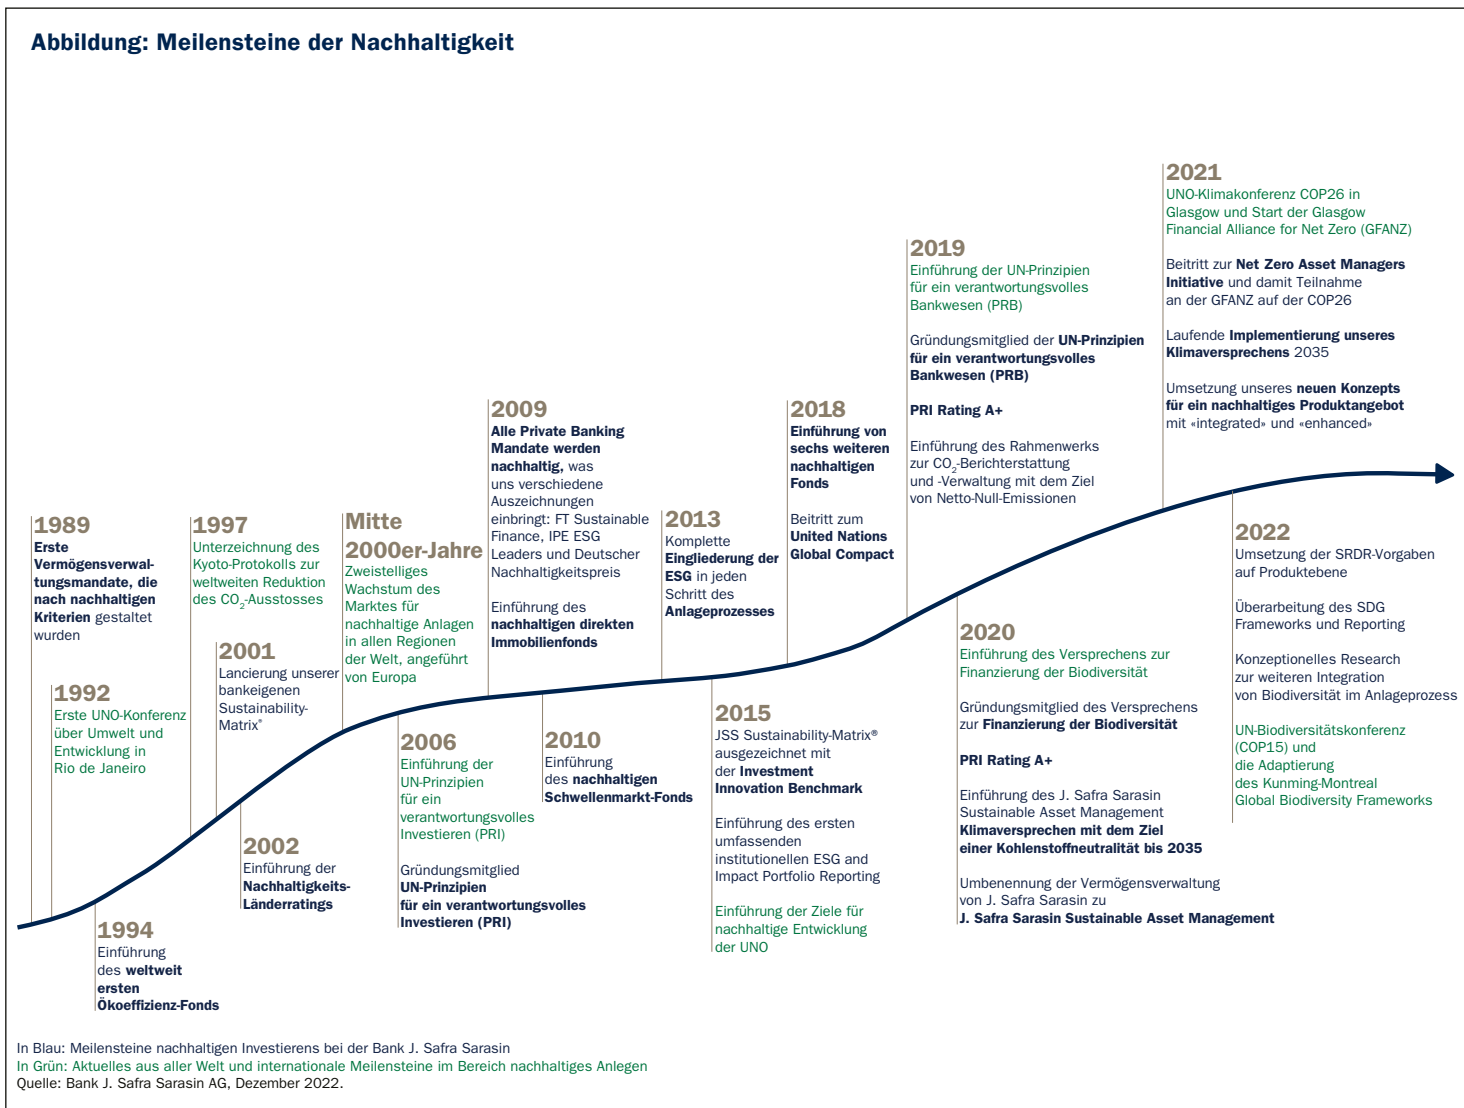 Abbildung: Meilensteine der Nachhaltigkeit
1989
Erste
Vermögensverwal-
tungsmandate, die
nach nachhaltigen
Kriterien gestaltet
wurden
1992
Erste UNO-Konferenz
über Umwelt und
Entwicklung in
Rio de Janeiro
1994
Einführung
des weltweit
ersten
Ökoeffizienz-Fonds
1997
Unterzeichnung des
Kyoto-Protokolls zur
weltweiten Reduktion
des CO₂-Ausstosses
2001
Lancierung unserer
bankeigenen
Sustainability-
Matrix®
2002
Einführung der
Nachhaltigkeits-
Länderratings
Mitte
2000er-Jahre
Zweistelliges
Wachstum des
Marktes für
nachhaltige Anlagen
in allen Regionen
der Welt, angeführt
von Europa
2006
Einführung der
UN-Prinzipien
für ein
verantwortungsvolles
Investieren (PRI)
Gründungsmitglied
UN-Prinzipien
für ein verantwortungsvolles
Investieren (PRI)
2009
Alle Private Banking
Mandate werden
nachhaltig, was
uns verschiedene
Auszeichnungen
einbringt: FT Sustainable
Finance, IPE ESG
Leaders und Deutscher
Nachhaltigkeitspreis
Einführung des
nachhaltigen direkten
Immobilienfonds
2010
Einführung
des nachhaltigen
Schwellenmarkt-Fonds
2013
Komplette
Eingliederung der
ESG in jeden
Schritt des
Anlageprozesses
2015
JSS Sustainability-Matrix®
ausgezeichnet mit
der Investment
Innovation Benchmark
Einführung des ersten
umfassenden
institutionellen ESG and
Impact Portfolio Reporting
Einführung der Ziele für
nachhaltige Entwicklung
der UNO
2018
Einführung von
sechs weiteren
nachhaltigen
Fonds
Beitritt zum
United Nations
Global Compact
2019
Einführung der UN-Prinzipien
für ein verantwortungsvolles
Bankwesen (PRB)
Gründungsmitglied der UN-Prinzipien
für ein verantwortungsvolles
Bankwesen (PRB)
PRI Rating A+
Einführung des Rahmenwerks
zur CO₂-Berichterstattung
und -Verwaltung mit dem Ziel
von Netto-Null-Emissionen
2020
Einführung des Versprechens zur
Finanzierung der Biodiversität
Gründungsmitglied des Versprechens
zur Finanzierung der Biodiversität
PRI Rating A+
Einführung des J. Safra Sarasin
Sustainable Asset Management
Klimaversprechen mit dem Ziel
einer Kohlenstoffneutralität bis 2035
Umbenennung der Vermögensverwaltung
von J. Safra Sarasin zu
J. Safra Sarasin Sustainable Asset Management
2021
UNO-Klimakonferenz COP26 in
Glasgow und Start der Glasgow
Financial Alliance for Net Zero (GFANZ)
Beitritt zur Net Zero Asset Managers
Initiative und damit Teilnahme
an der GFANZ auf der COP26
Laufende Implementierung unseres
Klimaversprechens 2035
Umsetzung unseres neuen Konzepts
für ein nachhaltiges Produktangebot
mit «integrated» und «enhanced»
2022
Umsetzung der SRDR-Vorgaben
auf Produktebene
Überarbeitung des SDG
Frameworks und Reporting
Konzeptionelles Research
zur weiteren Integration
von Biodiversität im Anlageprozess
UN-Biodiversitätskonferenz
(COP15) und
die Adaptierung
des Kunming-Montreal
Global Biodiversity Frameworks
In Blau: Meilensteine nachhaltigen Investierens bei der Bank J. Safra Sarasin
In Grün: Aktuelles aus aller Welt und internationale Meilensteine im Bereich nachhaltiges Anlegen
Quelle: Bank J. Safra Sarasin AG, Dezember 2022.